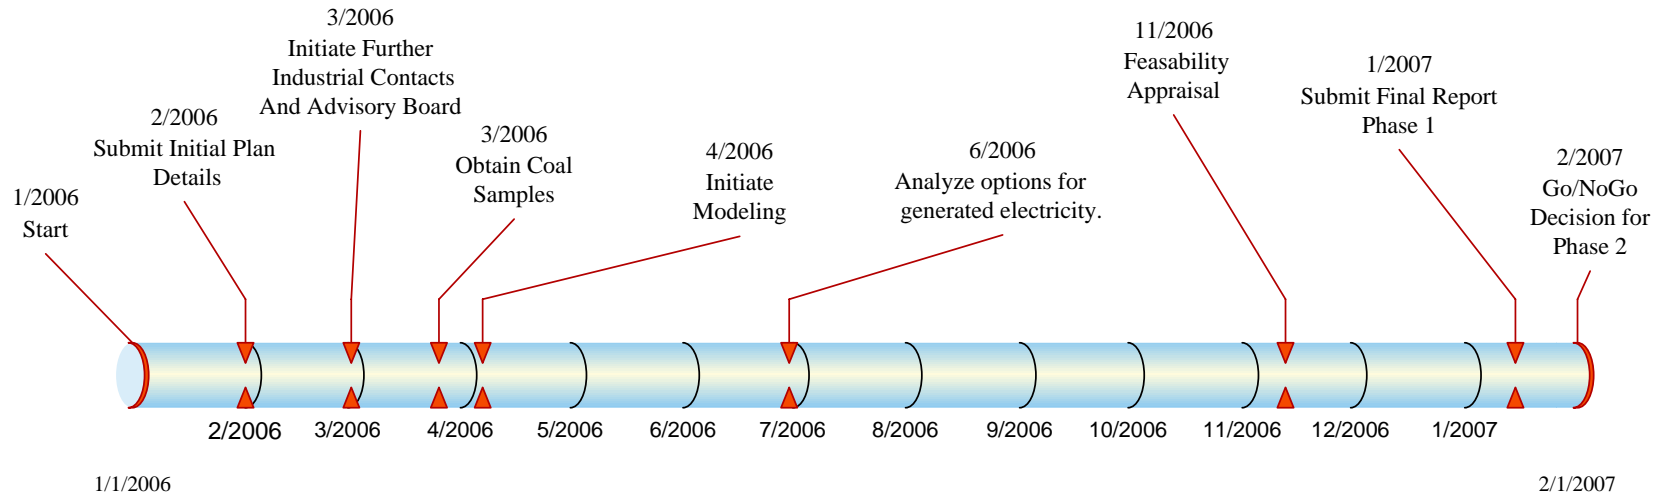 1/2006
Start
2/2006
Submit Initial Plan
Details
3/2006
Initiate Further
Industrial Contacts
And Advisory Board
3/2006
Obtain Coal
Samples
4/2006
Initiate
Modeling
6/2006
Analyze options for
generated electricity.
11/2006
Feasability
Appraisal
1/2007
Submit Final Report
Phase 1
2/2007
Go/NoGo
Decision for
Phase 2
2/2006
3/2006
4/2006
5/2006
6/2006
7/2006
8/2006
9/2006
10/2006
11/2006
12/2006
1/2007
1/1/2006
2/1/2007